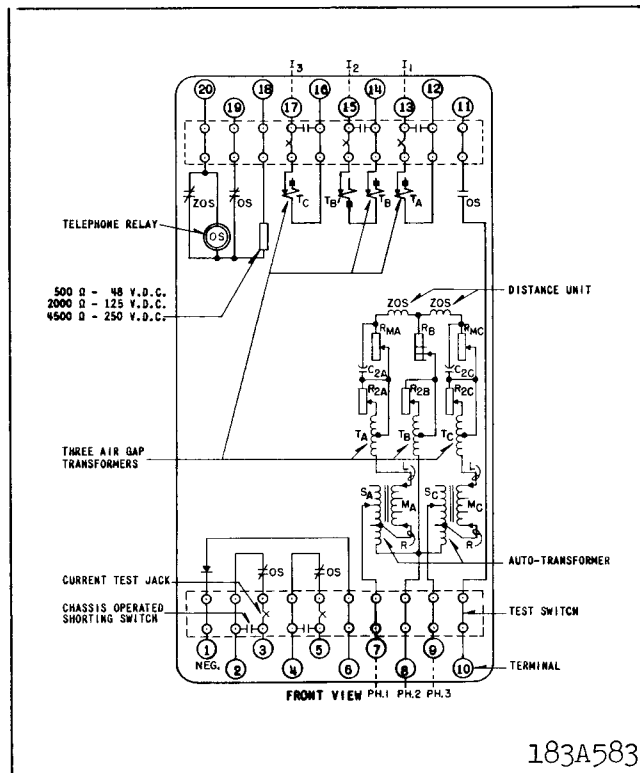 I3 I2 I1
20 19 18 17 16 15 14 13 12 11
ZOS OS TC TB TB TA OS
TELEPHONE RELAY
OS
500 Ω - 48 V.D.C.
2000 Ω - 125 V.D.C.
4500 Ω - 250 V.D.C.
ZOS ZOS
DISTANCE UNIT
RMA RB RMC
C2A C2C
R2A R2B R2C
THREE AIR GAP
TRANSFORMERS
TA TB TC
L L
SA MA SC MC
R R
AUTO-TRANSFORMER
OS OS
CURRENT TEST JACK
CHASSIS OPERATED
SHORTING SWITCH
TEST SWITCH
1 2 3 4 5 6 7 8 9 10
NEG.
TERMINAL
FRONT VIEW PH.1 PH.2 PH.3
183A583